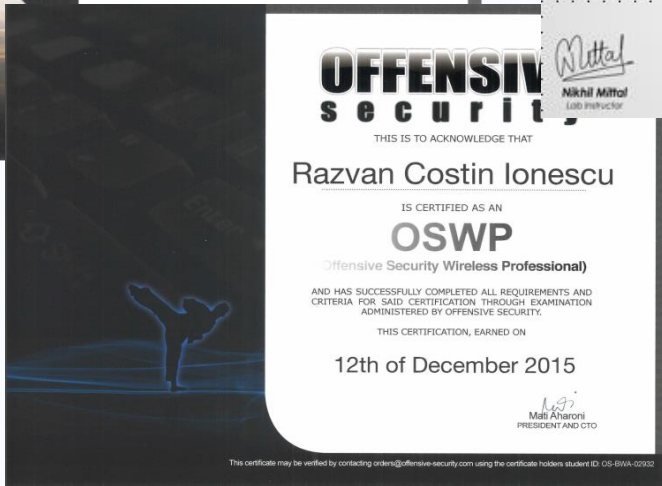 OFFENSIV
security
Mittal
Nikhil Mittal
Lab Instructor
THIS IS TO ACKNOWLEDGE THAT
Razvan Costin Ionescu
IS CERTIFIED AS AN
OSWP
Offensive Security Wireless Professional)
AND HAS SUCCESSFULLY COMPLETED ALL REQUIREMENTS AND
CRITERIA FOR SAID CERTIFICATION THROUGH EXAMINATION
ADMINISTERED BY OFFENSIVE SECURITY.
THIS CERTIFICATION, EARNED ON
12th of December 2015
Mati Aharoni
PRESIDENT AND CTO
This certificate may be verified by contacting orders@offensive-security.com using the certificate holders student ID: OS-BWA-02932
Enter